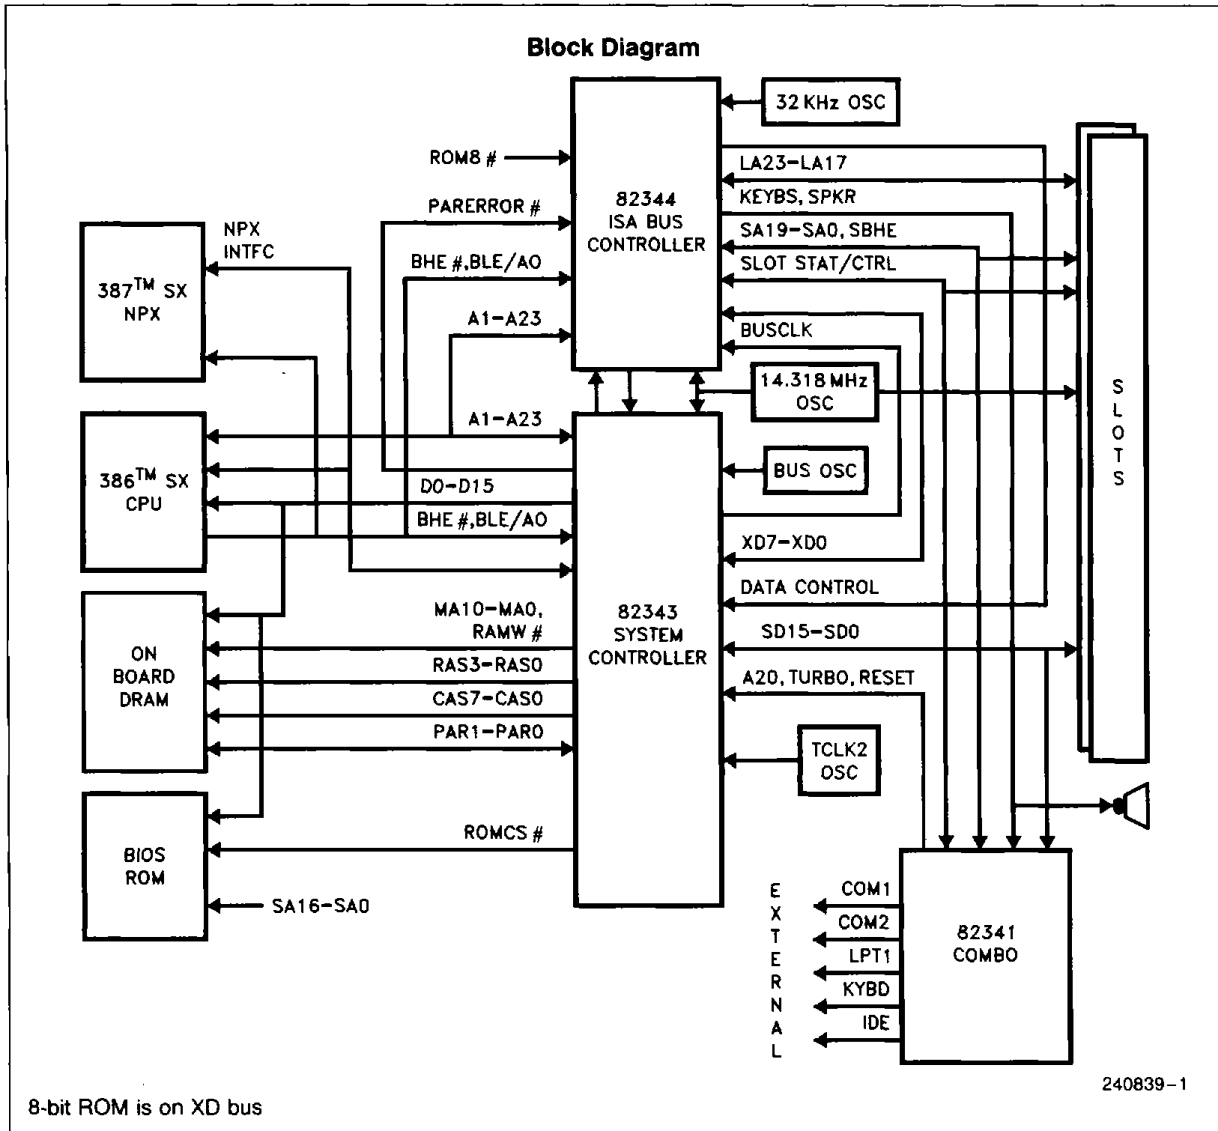 Block Diagram
32 KHz OSC
ROM8 #
LA23-LA17
82344
ISA BUS
CONTROLLER
PARERROR #
KEYBS, SPKR
NPX
INTFC
SA19-SA0, SBHE
BHE #,BLE/A0
SLOT STAT/CTRL
387™ SX
NPX
A1-A23
BUSCLK
14.318 MHz
OSC
SLOTS
A1-A23
386™ SX
CPU
D0-D15
BUS OSC
BHE #,BLE/A0
XD7-XD0
DATA CONTROL
82343
SYSTEM
CONTROLLER
MA10-MA0,
RAMW #
SD15-SD0
ON
BOARD
DRAM
RAS3-RAS0
A20, TURBO, RESET
CAS7-CAS0
PAR1-PAR0
TCLK2
OSC
BIOS
ROM
ROMCS #
SA16-SA0
EXTERNAL
COM1
COM2
LPT1
KYBD
IDE
82341
COMBO
240839-1
8-bit ROM is on XD bus